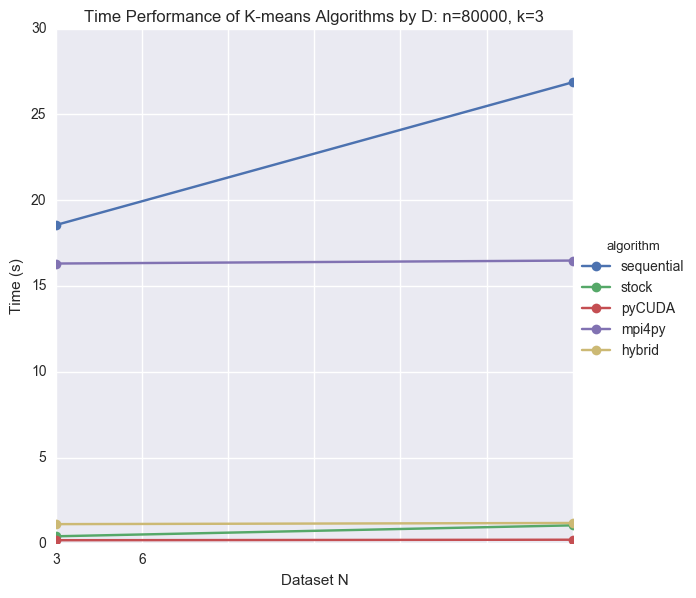 Time Performance of K-means Algorithms by D: n=80000, k=3
30
25
20
15
10
5
0
Time (s)
3 6
Dataset N
algorithm
sequential
stock
pyCUDA
mpi4py
hybrid